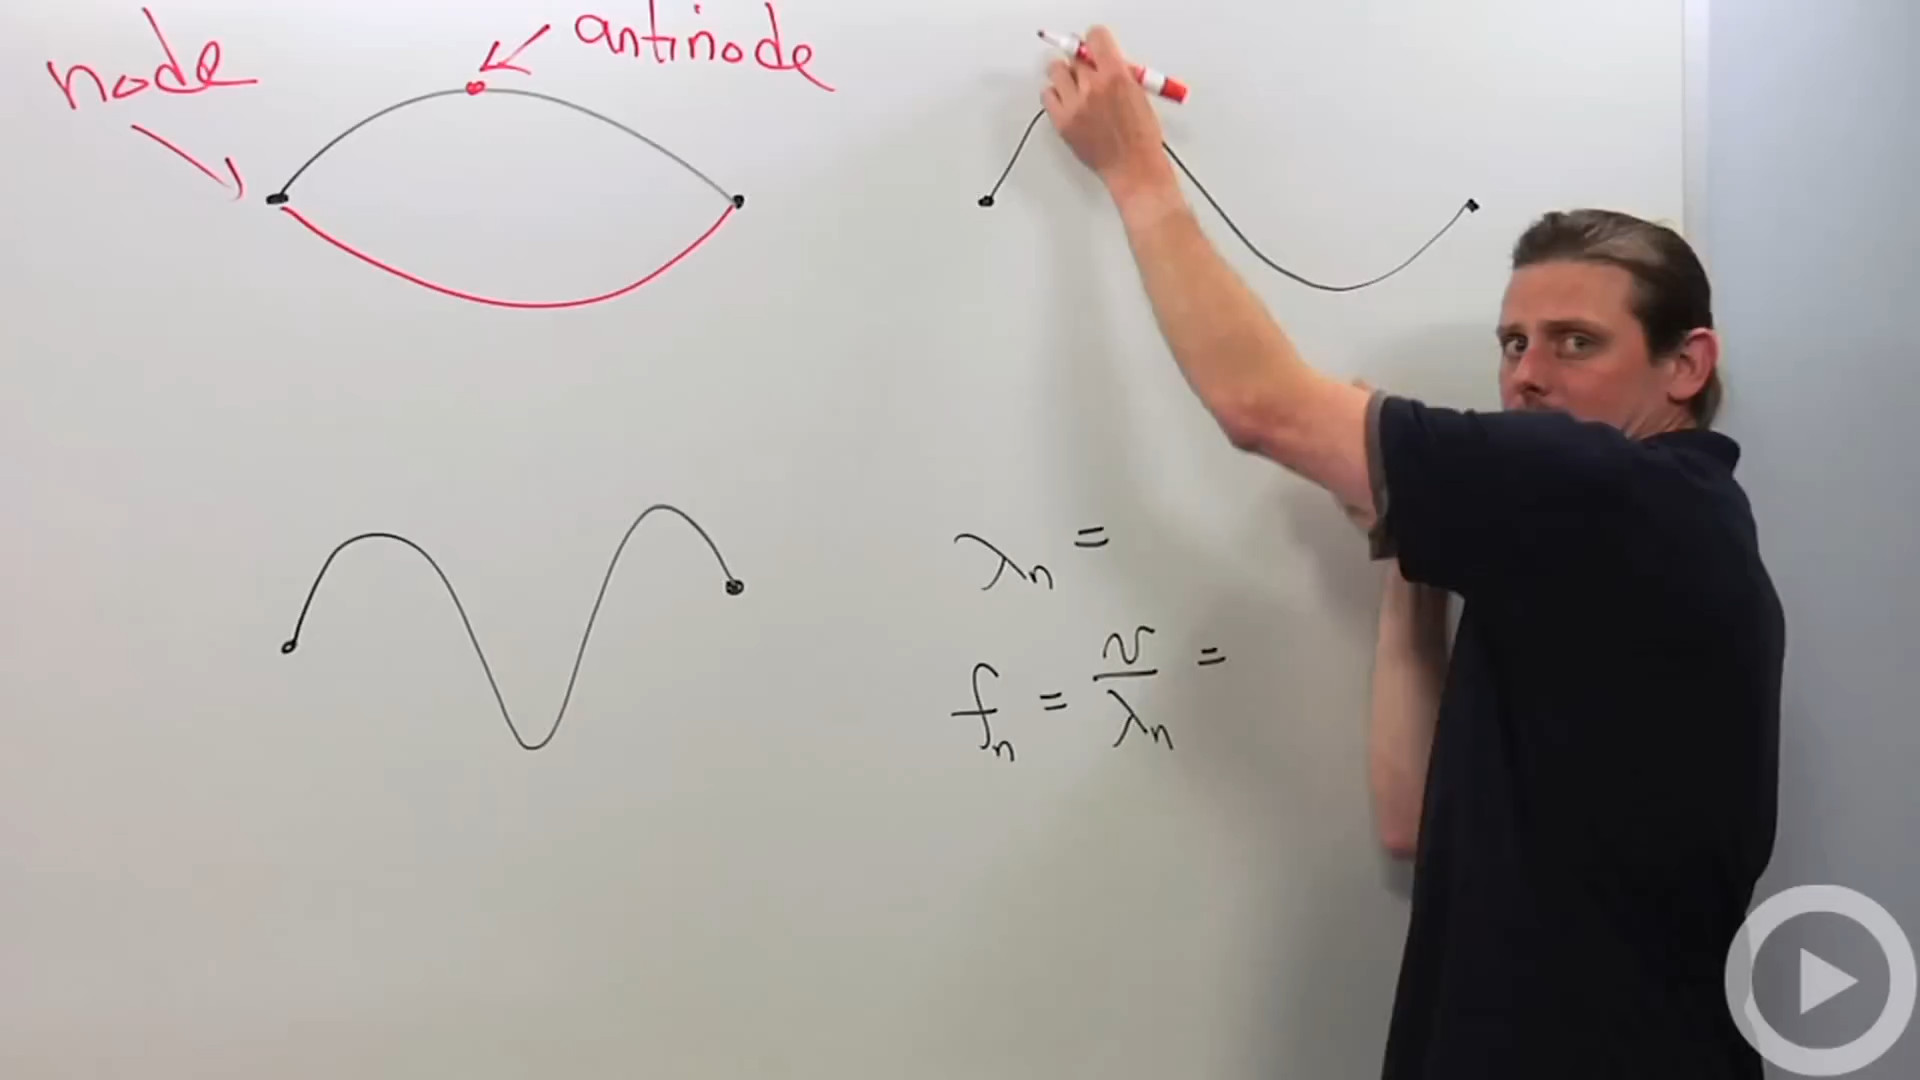 node
antinode
λₙ =
fₙ = v/λₙ =